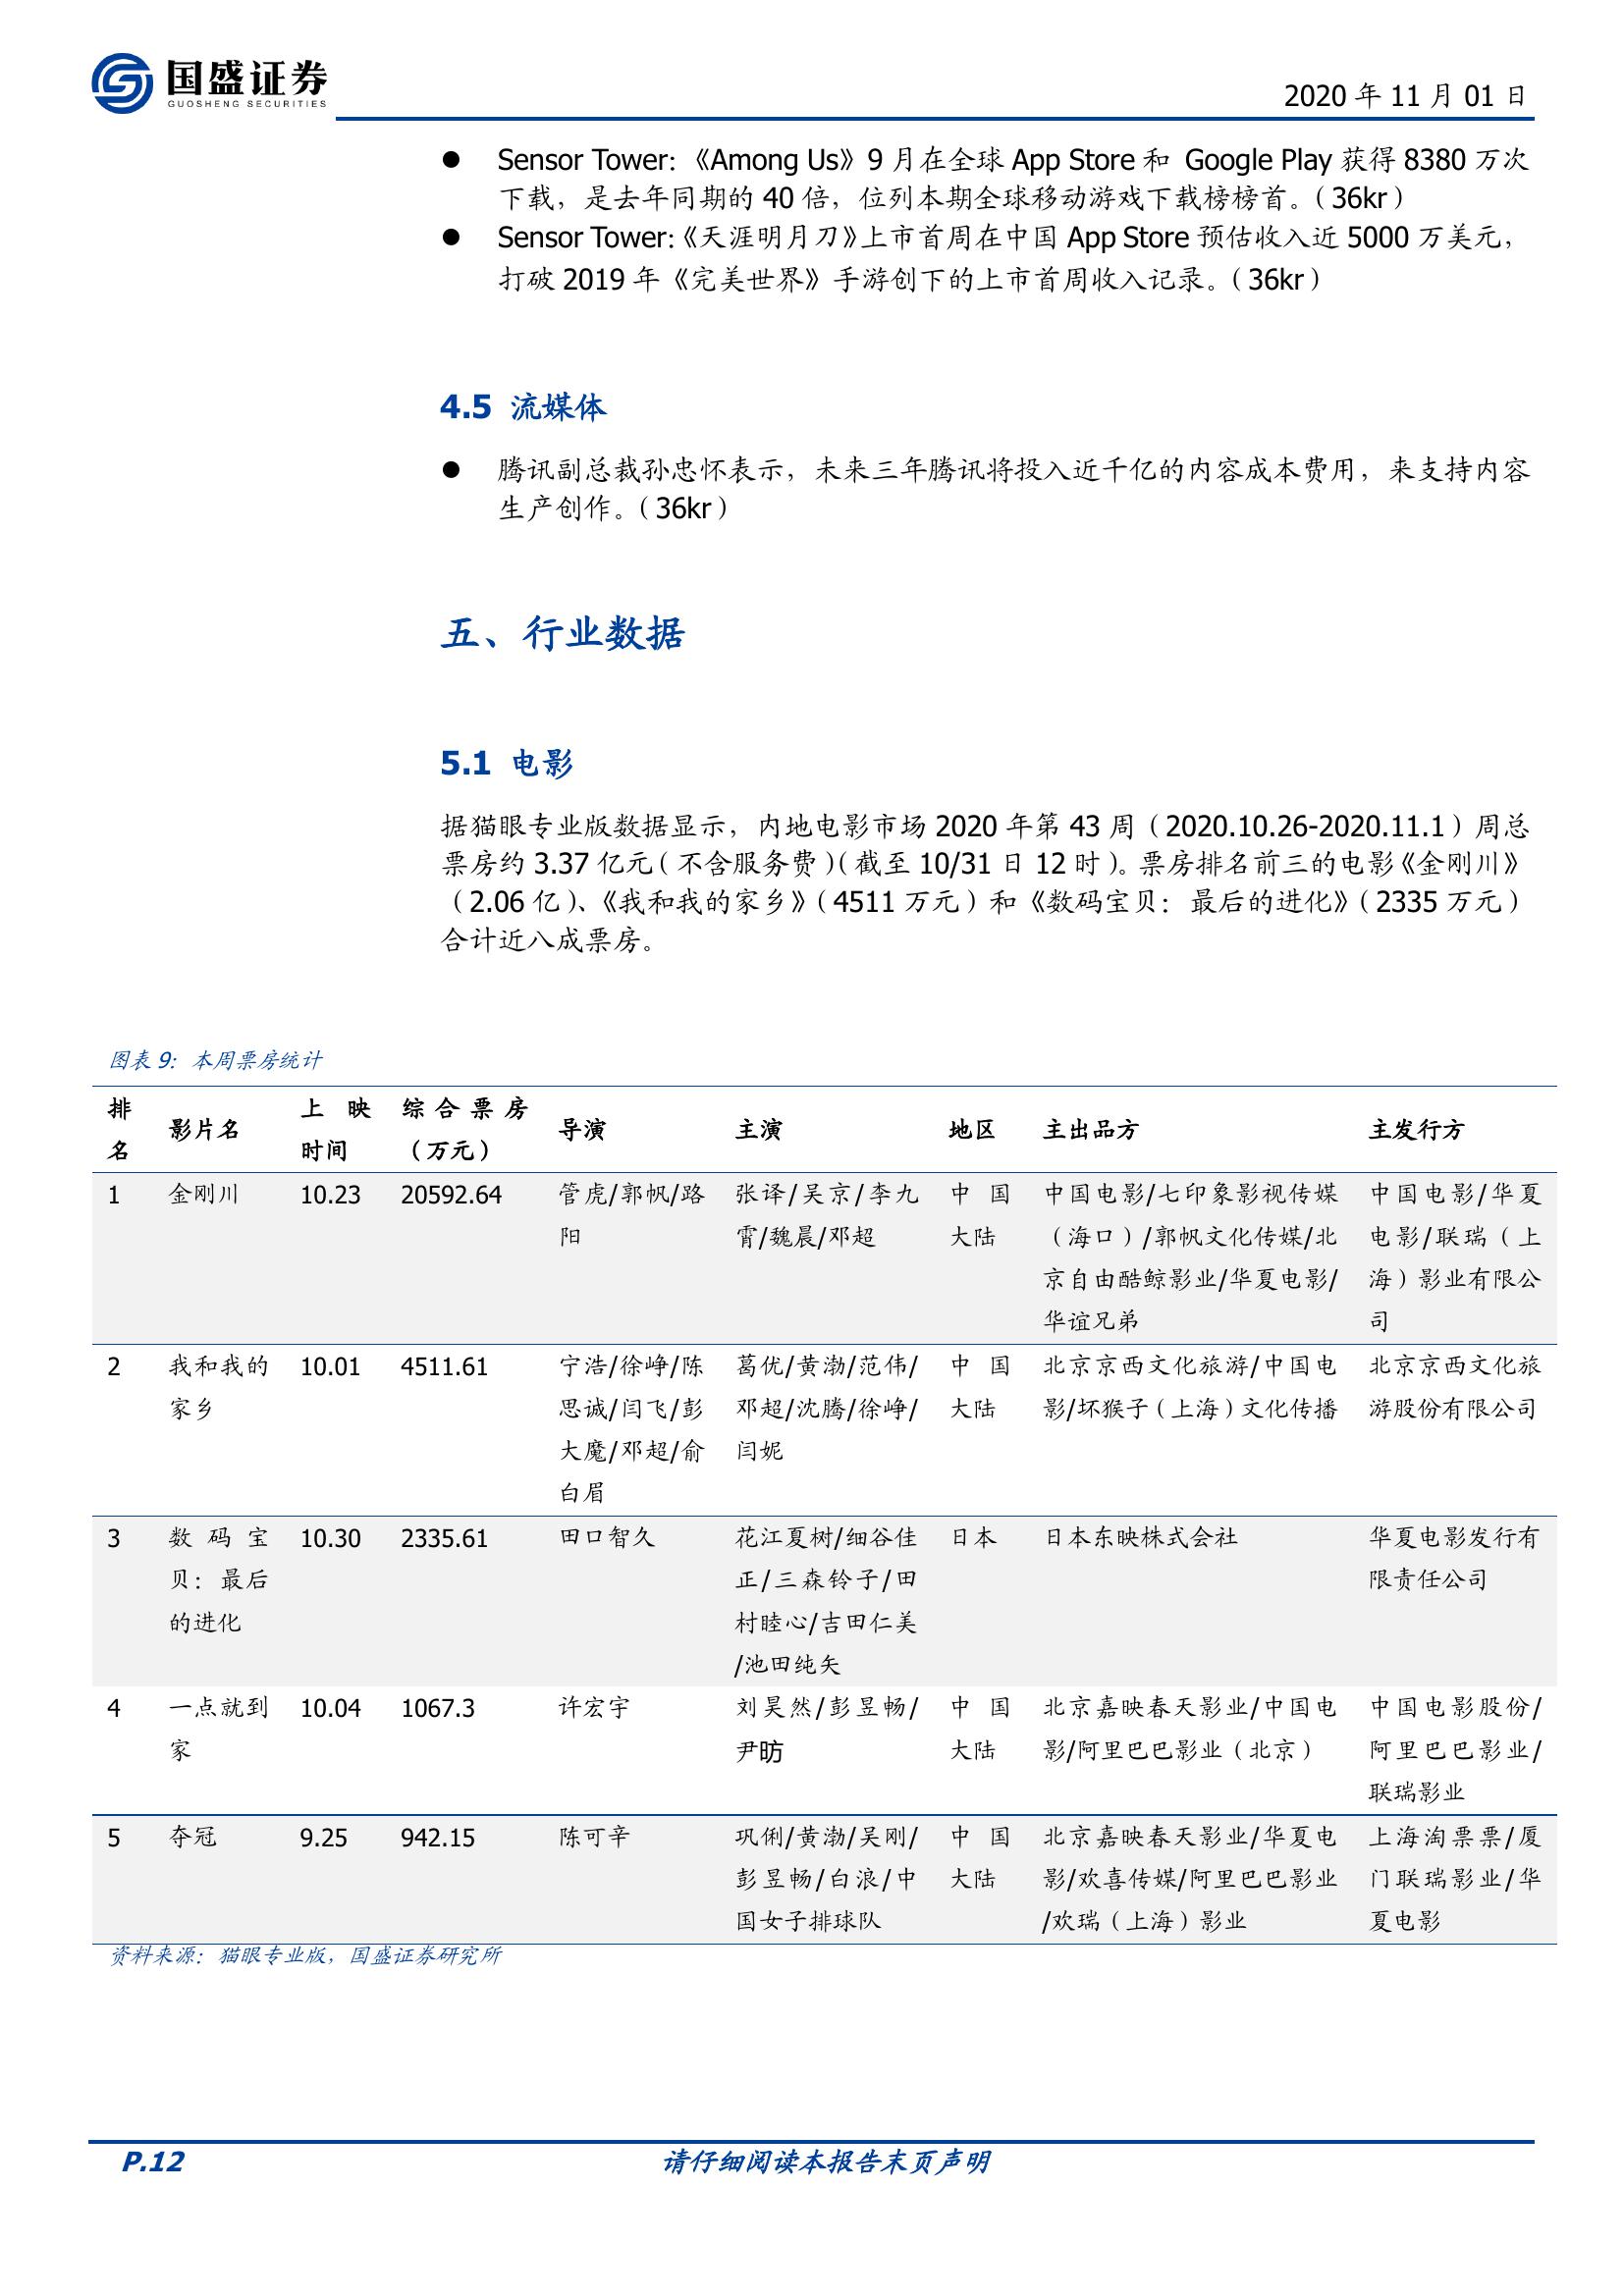 国盛证券
GUOSHENG SECURITIES
2020 年 11 月 01 日
● Sensor Tower:《Among Us》9 月在全球 App Store 和 Google Play 获得 8380 万次
下载，是去年同期的 40 倍，位列本期全球移动游戏下载榜榜首。（36kr）
● Sensor Tower:《天涯明月刀》上市首周在中国 App Store 预估收入近 5000 万美元，
打破 2019 年《完美世界》手游创下的上市首周收入记录。（36kr）
4.5 流媒体
● 腾讯副总裁孙忠怀表示，未来三年腾讯将投入近千亿的内容成本费用，来支持内容
生产创作。（36kr）
五、行业数据
5.1 电影
据猫眼专业版数据显示，内地电影市场 2020 年第 43 周（2020.10.26-2020.11.1）周总
票房约 3.37 亿元（不含服务费）（截至 10/31 日 12 时）。票房排名前三的电影《金刚川》
（2.06 亿）、《我和我的家乡》（4511 万元）和《数码宝贝：最后的进化》（2335 万元）
合计近八成票房。
图表 9：本周票房统计
排 上 映 综 合 票 房
影片名 导演 主演 地区 主出品方 主发行方
名 时间 （万元）
1 金刚川 10.23 20592.64 管虎/郭帆/路 张译/吴京/李九 中 国 中国电影/七印象影视传媒 中国电影/华夏
阳 霄/魏晨/邓超 大陆 （海口）/郭帆文化传媒/北 电影/联瑞（上
京自由酷鲸影业/华夏电影/ 海）影业有限公
华谊兄弟 司
2 我和我的 10.01 4511.61 宁浩/徐峥/陈 葛优/黄渤/范伟/ 中 国 北京京西文化旅游/中国电 北京京西文化旅
家乡 思诚/闫飞/彭 邓超/沈腾/徐峥/ 大陆 影/坏猴子（上海）文化传播 游股份有限公司
大魔/邓超/俞 闫妮
白眉
3 数 码 宝 10.30 2335.61 田口智久 花江夏树/细谷佳 日本 日本东映株式会社 华夏电影发行有
贝：最后 正/三森铃子/田 限责任公司
的进化 村睦心/吉田仁美
/池田纯矢
4 一点就到 10.04 1067.3 许宏宇 刘昊然/彭昱畅/ 中 国 北京嘉映春天影业/中国电 中国电影股份/
家 尹昉 大陆 影/阿里巴巴影业（北京） 阿里巴巴影业/
联瑞影业
5 夺冠 9.25 942.15 陈可辛 巩俐/黄渤/吴刚/ 中 国 北京嘉映春天影业/华夏电 上海淘票票/厦
彭昱畅/白浪/中 大陆 影/欢喜传媒/阿里巴巴影业 门联瑞影业/华
国女子排球队 /欢瑞（上海）影业 夏电影
资料来源：猫眼专业版，国盛证券研究所
P.12 请仔细阅读本报告末页声明